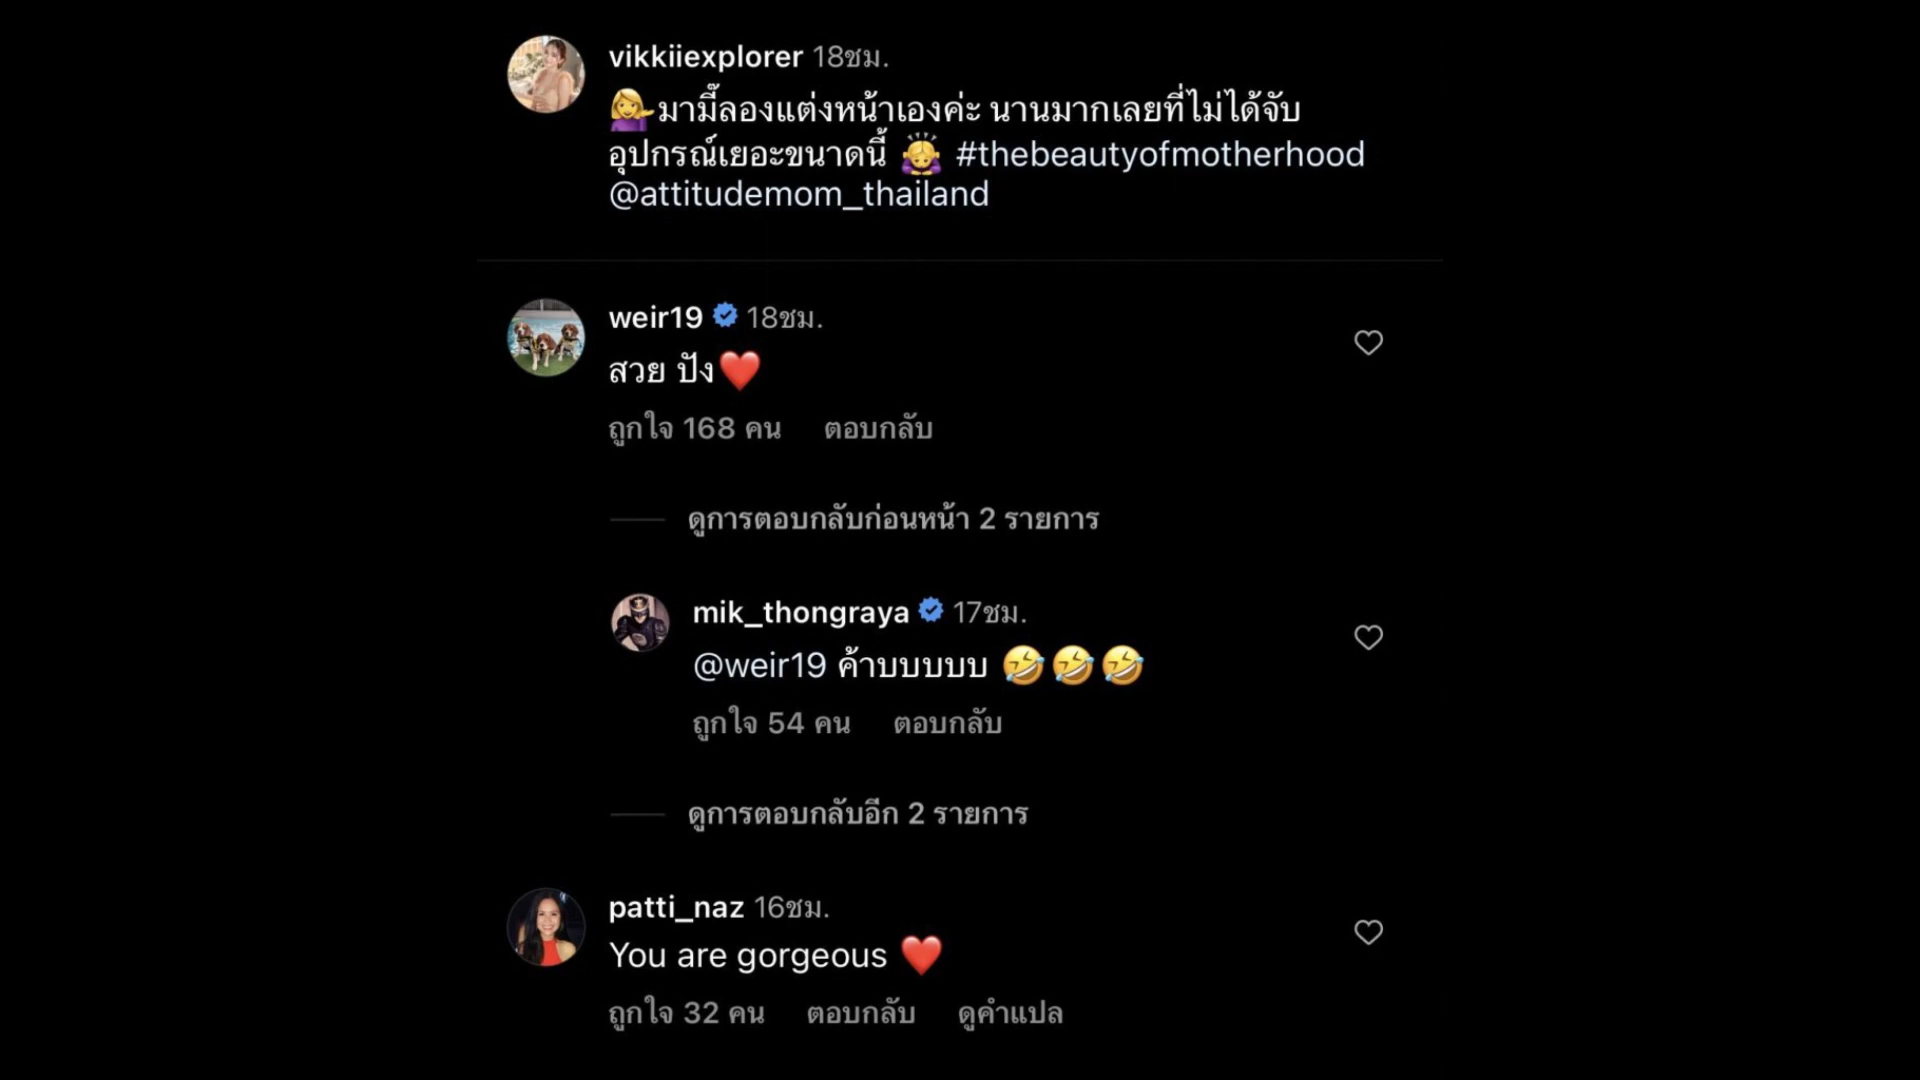 vikkiiexplorer 18ชม.
💁‍♀️มามี๊ลองแต่งหน้าเองค่ะ นานมากเลยที่ไม่ได้จับ
อุปกรณ์เยอะขนาดนี้ 🙇‍♀️ #thebeautyofmotherhood
@attitudemom_thailand
weir19 18ชม.
สวย ปัง❤️
ถูกใจ 168 คน ตอบกลับ
ดูการตอบกลับก่อนหน้า 2 รายการ
mik_thongraya 17ชม.
@weir19 ค้าบบบบบ 🤣🤣🤣
ถูกใจ 54 คน ตอบกลับ
ดูการตอบกลับอีก 2 รายการ
patti_naz 16ชม.
You are gorgeous ❤️
ถูกใจ 32 คน ตอบกลับ ดูคำแปล